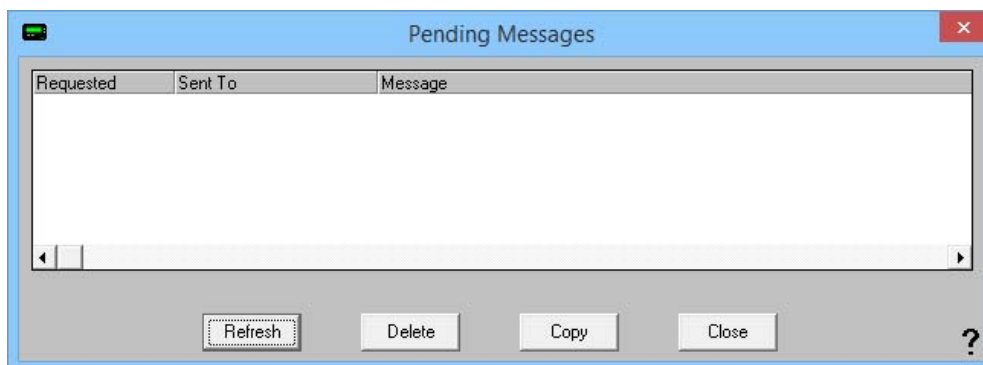 Pending Messages
Requested Sent To Message
Refresh Delete Copy Close
?